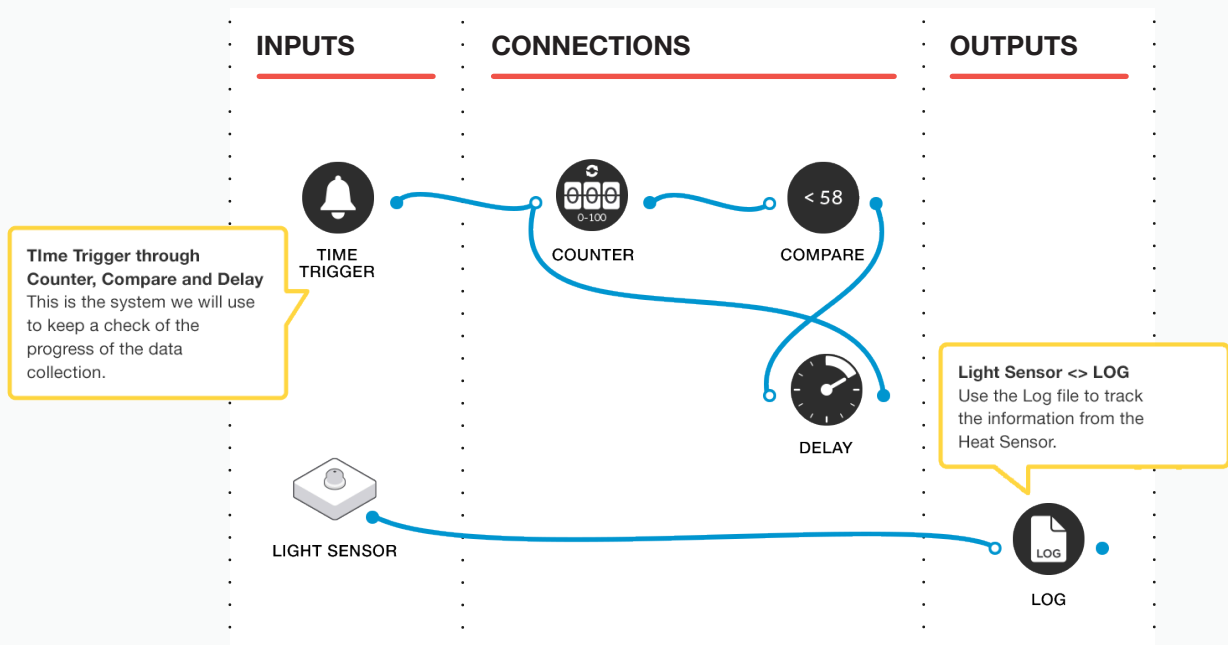 INPUTS
CONNECTIONS
OUTPUTS
000
0-100
< 58
TIME
TRIGGER
COUNTER
COMPARE
TIme Trigger through
Counter, Compare and Delay
This is the system we will use
to keep a check of the
progress of the data
collection.
DELAY
Light Sensor <> LOG
Use the Log file to track
the information from the
Heat Sensor.
LIGHT SENSOR
LOG
LOG